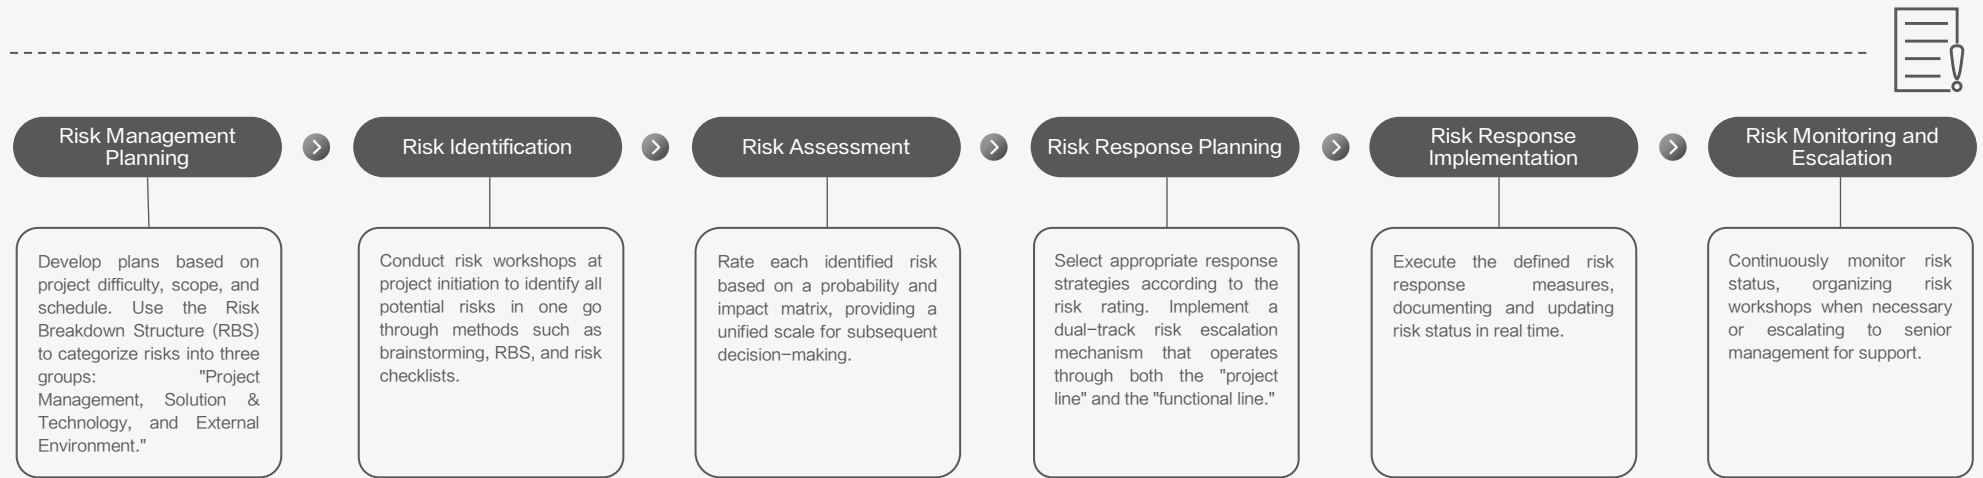 Risk Management
Planning
Risk Identification
Risk Assessment
Risk Response Planning
Risk Response
Implementation
Risk Monitoring and
Escalation
Develop plans based on
project difficulty, scope, and
schedule. Use the Risk
Breakdown Structure (RBS)
to categorize risks into three
groups: "Project
Management, Solution &
Technology, and External
Environment."
Conduct risk workshops at
project initiation to identify all
potential risks in one go
through methods such as
brainstorming, RBS, and risk
checklists.
Rate each identified risk
based on a probability and
impact matrix, providing a
unified scale for subsequent
decision-making.
Select appropriate response
strategies according to the
risk rating. Implement a
dual-track risk escalation
mechanism that operates
through both the "project
line" and the "functional line."
Execute the defined risk
response measures,
documenting and updating
risk status in real time.
Continuously monitor risk
status, organizing risk
workshops when necessary
or escalating to senior
management for support.